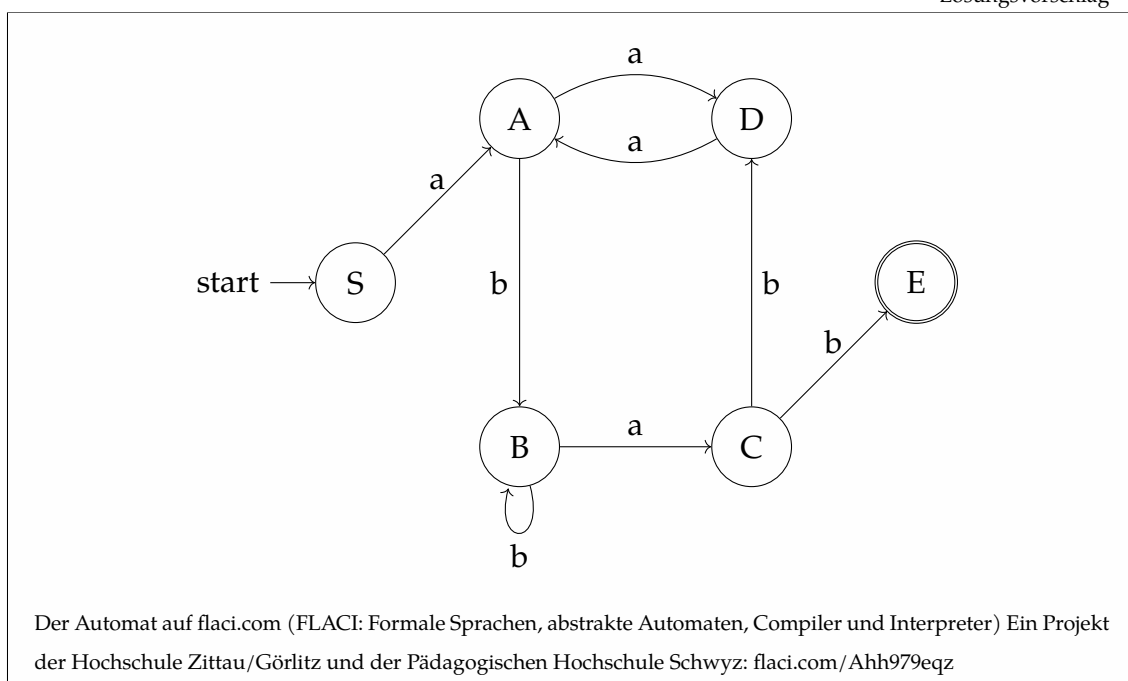 Lösungsvorschlag
a
A
D
a
a
start
S
b
b
E
b
B
a
C
b
Der Automat auf flaci.com (FLACI: Formale Sprachen, abstrakte Automaten, Compiler und Interpreter) Ein Projekt
der Hochschule Zittau/Görlitz und der Pädagogischen Hochschule Schwyz: flaci.com/Ahh979eqz